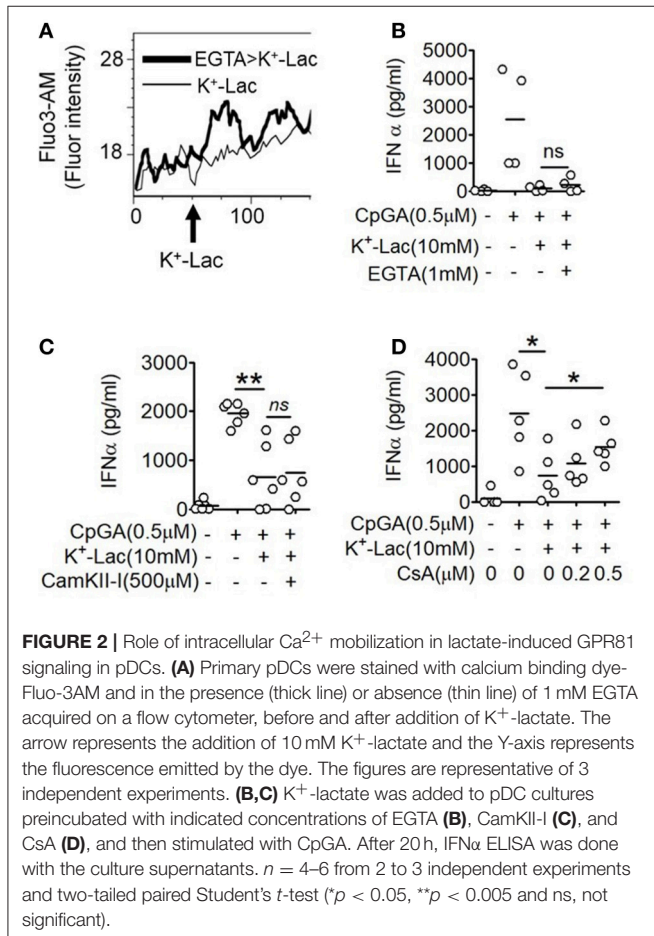 A
28
18
Fluo3-AM
(Fluor intensity)
EGTA>K⁺-Lac
K⁺-Lac
0
100
K⁺-Lac
B
IFN α (pg/ml)
5000
4000
3000
2000
1000
0
ns
CpGA(0.5μM) - + + +
K⁺-Lac(10mM) - - + +
EGTA(1mM) - - - +
C
IFNα (pg/ml)
3000
2000
1000
0
**
ns
CpGA(0.5μM) - + + +
K⁺-Lac(10mM) - - + +
CamKII-I(500μM) - - - +
D
IFNα (pg/ml)
4000
3000
2000
1000
0
*
*
CpGA(0.5μM) - + + + +
K⁺-Lac(10mM) - - + + +
CsA(μM) 0 0 0 0.2 0.5
FIGURE 2 | Role of intracellular Ca²⁺ mobilization in lactate-induced GPR81
signaling in pDCs. (A) Primary pDCs were stained with calcium binding dye-
Fluo-3AM and in the presence (thick line) or absence (thin line) of 1 mM EGTA
acquired on a flow cytometer, before and after addition of K⁺-lactate. The
arrow represents the addition of 10 mM K⁺-lactate and the Y-axis represents
the fluorescence emitted by the dye. The figures are representative of 3
independent experiments. (B,C) K⁺-lactate was added to pDC cultures
preincubated with indicated concentrations of EGTA (B), CamKII-I (C), and
CsA (D), and then stimulated with CpGA. After 20 h, IFNα ELISA was done
with the culture supernatants. n = 4–6 from 2 to 3 independent experiments
and two-tailed paired Student's t-test (*p < 0.05, **p < 0.005 and ns, not
significant).